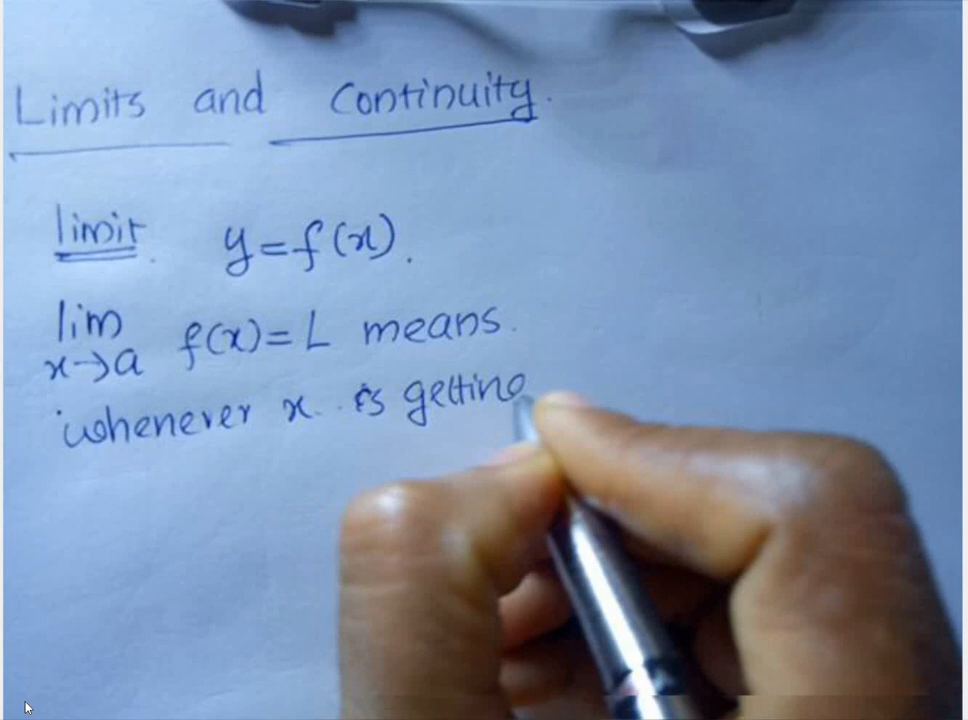 Limits and Continuity.
limit. y=f(x).
lim f(x)=L means.
x→a
whenever x is getting